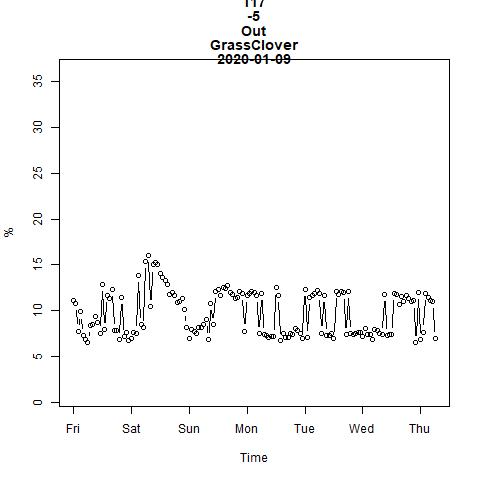 117
-5
Out
GrassClover
2020-01-09
%
35
30
25
20
15
10
5
0
Fri
Sat
Sun
Mon
Tue
Wed
Thu
Time